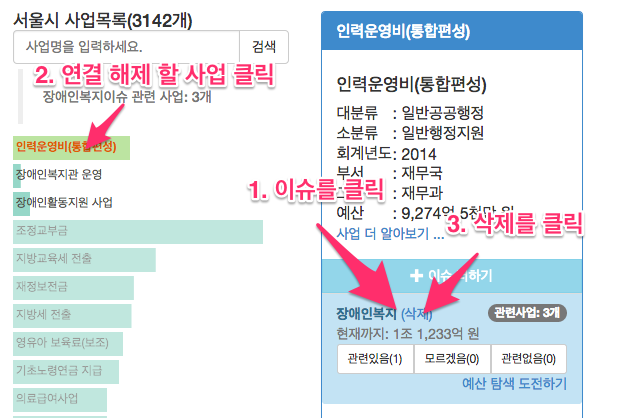 서울시 사업목록(3142개)
사업명을 입력하세요.
검색
2. 연결 해제 할 사업 클릭
장애인복지이슈 관련 사업: 3개
인력운영비(통합편성)
장애인복지관 운영
장애인활동지원 사업
조정교부금
지방교육세 전출
재정보전금
지방세 전출
영유아 보육료(보조)
기초노령연금 지급
의료급여사업
인력운영비(통합편성)
인력운영비(통합편성)
대분류 : 일반공공행정
소분류 : 일반행정지원
회계년도: 2014
부서 : 재무국
: 재무과
1. 이슈를 클릭
예산 : 9,274억 5천만 원
사업 더 알아보기 ...
3. 삭제를 클릭
이슈 더하기
장애인복지 (삭제)
관련사업: 3개
현재까지: 1조 1,233억 원
관련있음(1)
모르겠음(0)
관련없음(0)
예산 탐색 도전하기